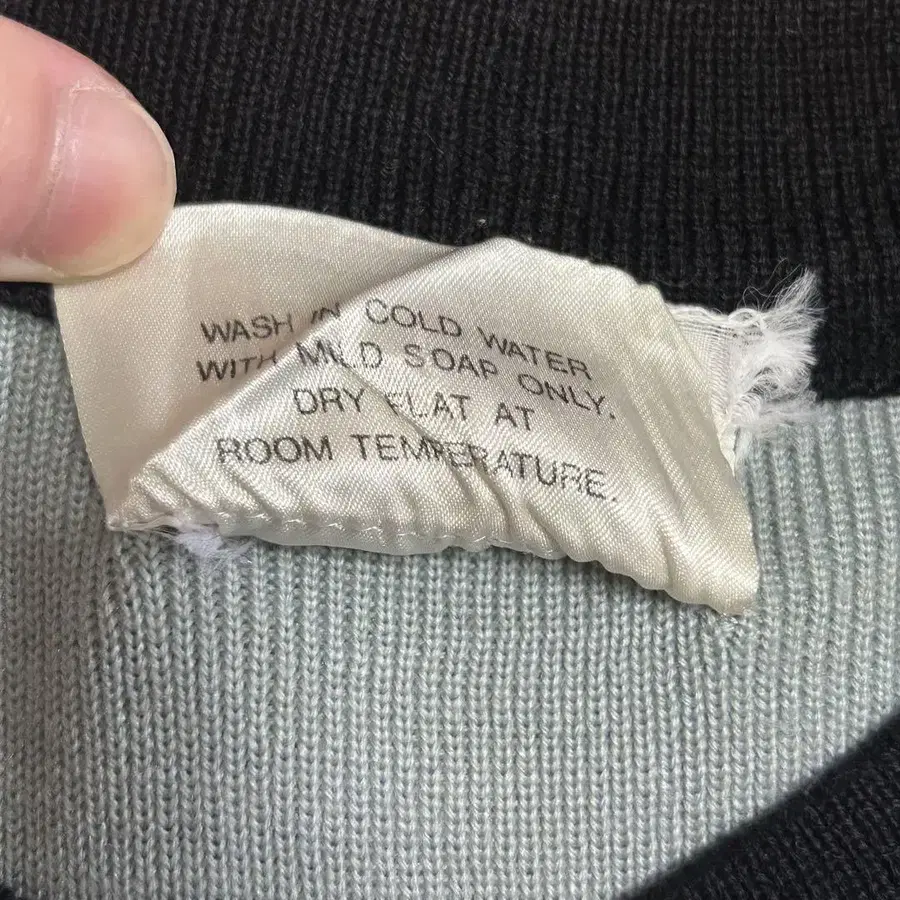 WASH IN COLD WATER
WITH MILD SOAP ONLY.
DRY FLAT AT
ROOM TEMPERATURE.